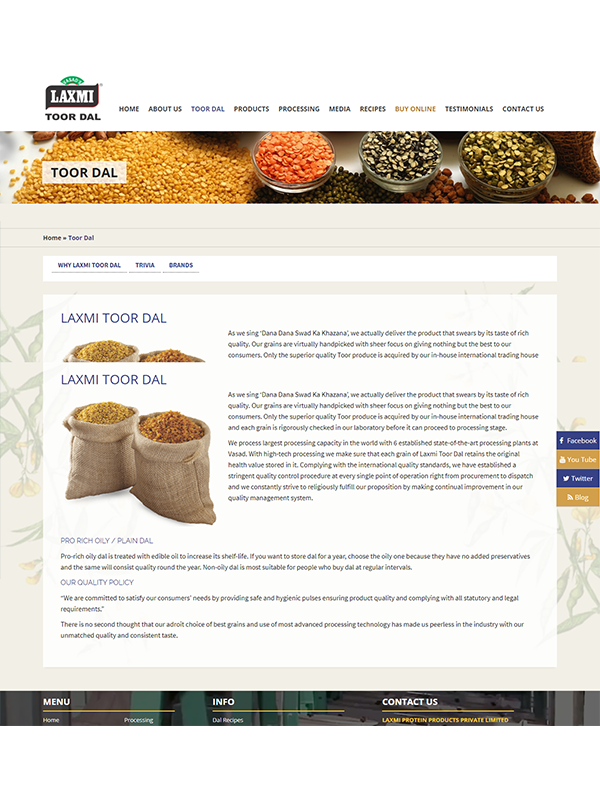 VASAD'S
LAXMI
®
TOOR DAL
HOME ABOUT US TOOR DAL PRODUCTS PROCESSING MEDIA RECIPES BUY ONLINE TESTIMONIALS CONTACT US
TOOR DAL
Home » Toor Dal
WHY LAXMI TOOR DAL TRIVIA BRANDS
LAXMI TOOR DAL
As we sing ‘Dana Dana Swad Ka Khazana’, we actually deliver the product that swears by its taste of rich
quality. Our grains are virtually handpicked with sheer focus on giving nothing but the best to our
consumers. Only the superior quality Toor produce is acquired by our in-house international trading house
LAXMI TOOR DAL
As we sing ‘Dana Dana Swad Ka Khazana’, we actually deliver the product that swears by its taste of rich
quality. Our grains are virtually handpicked with sheer focus on giving nothing but the best to our
consumers. Only the superior quality Toor produce is acquired by our in-house international trading house
and each grain is rigorously checked in our laboratory before it can proceed to processing stage.
We process largest processing capacity in the world with 6 established state-of-the-art processing plants at
Vasad. With high-tech processing we make sure that each grain of Laxmi Toor Dal retains the original
health value stored in it. Complying with the international quality standards, we have established a
stringent quality control procedure at every single point of operation right from procurement to dispatch
and we constantly strive to religiously fulfill our proposition by making continual improvement in our
quality management system.
Facebook
You Tube
Twitter
Blog
PRO RICH OILY / PLAIN DAL
Pro-rich oily dal is treated with edible oil to increase its shelf-life. If you want to store dal for a year, choose the oily one because they have no added preservatives
and the same will consist quality round the year. Non-oily dal is most suitable for people who buy dal at regular intervals.
OUR QUALITY POLICY
“We are committed to satisfy our consumers’ needs by providing safe and hygienic pulses ensuring product quality and complying with all statutory and legal
requirements.”
There is no second thought that our adroit choice of best grains and use of most advanced processing technology has made us peerless in the industry with our
unmatched quality and consistent taste.
MENU INFO CONTACT US
Home Processing Dal Recipes LAXMI PROTEIN PRODUCTS PRIVATE LIMITED